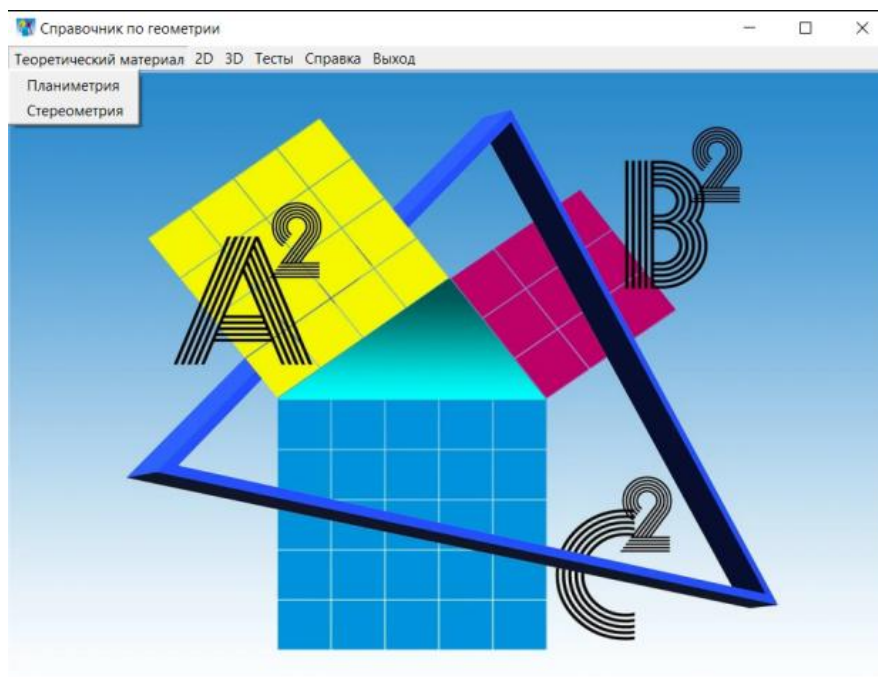 Справочник по геометрии
Теоретический материал 2D 3D Тесты Справка Выход
Планиметрия
Стереометрия
A²
B²
C²